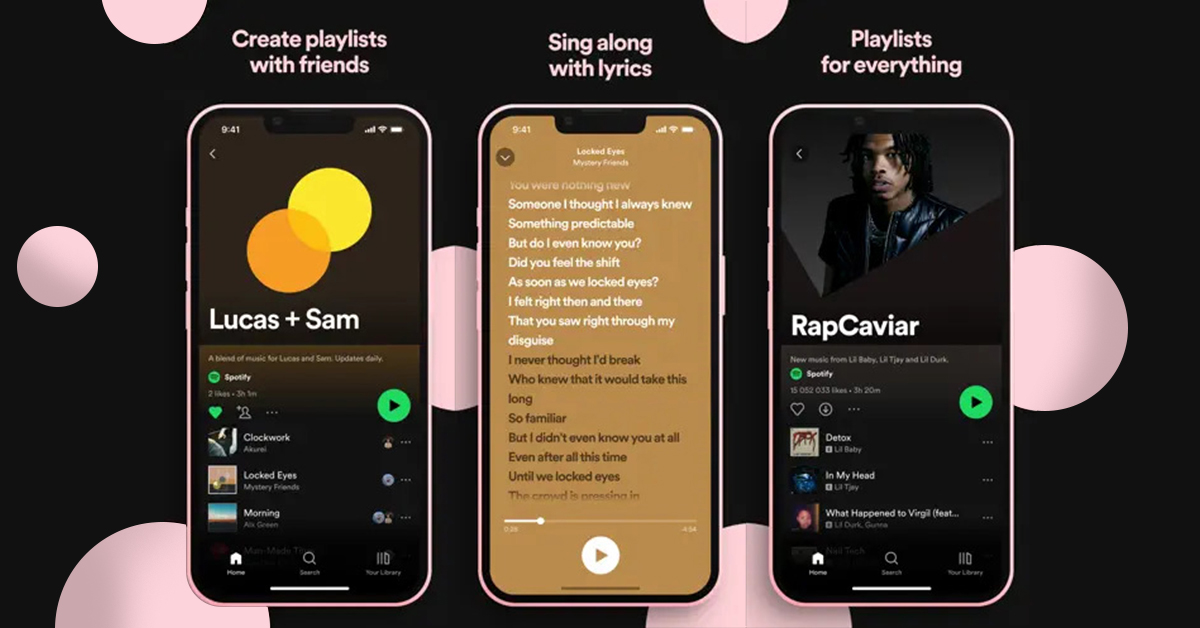 Create playlists
with friends
9:41
Lucas + Sam
A blend of music for Lucas and Sam. Updates daily.
Spotify
2 likes • 3h 1m
Clockwork
Akurei
Locked Eyes
Mystery Friends
Morning
Alx Green
Man-Made
Home
Search
Your Library
Sing along
with lyrics
9:41
Locked Eyes
Mystery Friends
You were nothing new
Someone I thought I always knew
Something predictable
But do I even know you?
Did you feel the shift
As soon as we locked eyes?
I felt right then and there
That you saw right through my
disguise
I never thought I'd break
Who knew that it would take this
long
So familiar
But I didn't even know you at all
Even after all this time
Until we locked eyes
The crowd is pressing in
0:28
-4:54
Playlists
for everything
RapCaviar
New music from Lil Baby, Lil Tjay and Lil Durk.
Spotify
15 052 033 likes • 3h 20m
Detox
E Lil Baby
In My Head
E Lil Tjay
What Happened to Virgil (feat...
E Lil Durk, Gunna
Home
Search
Your Library